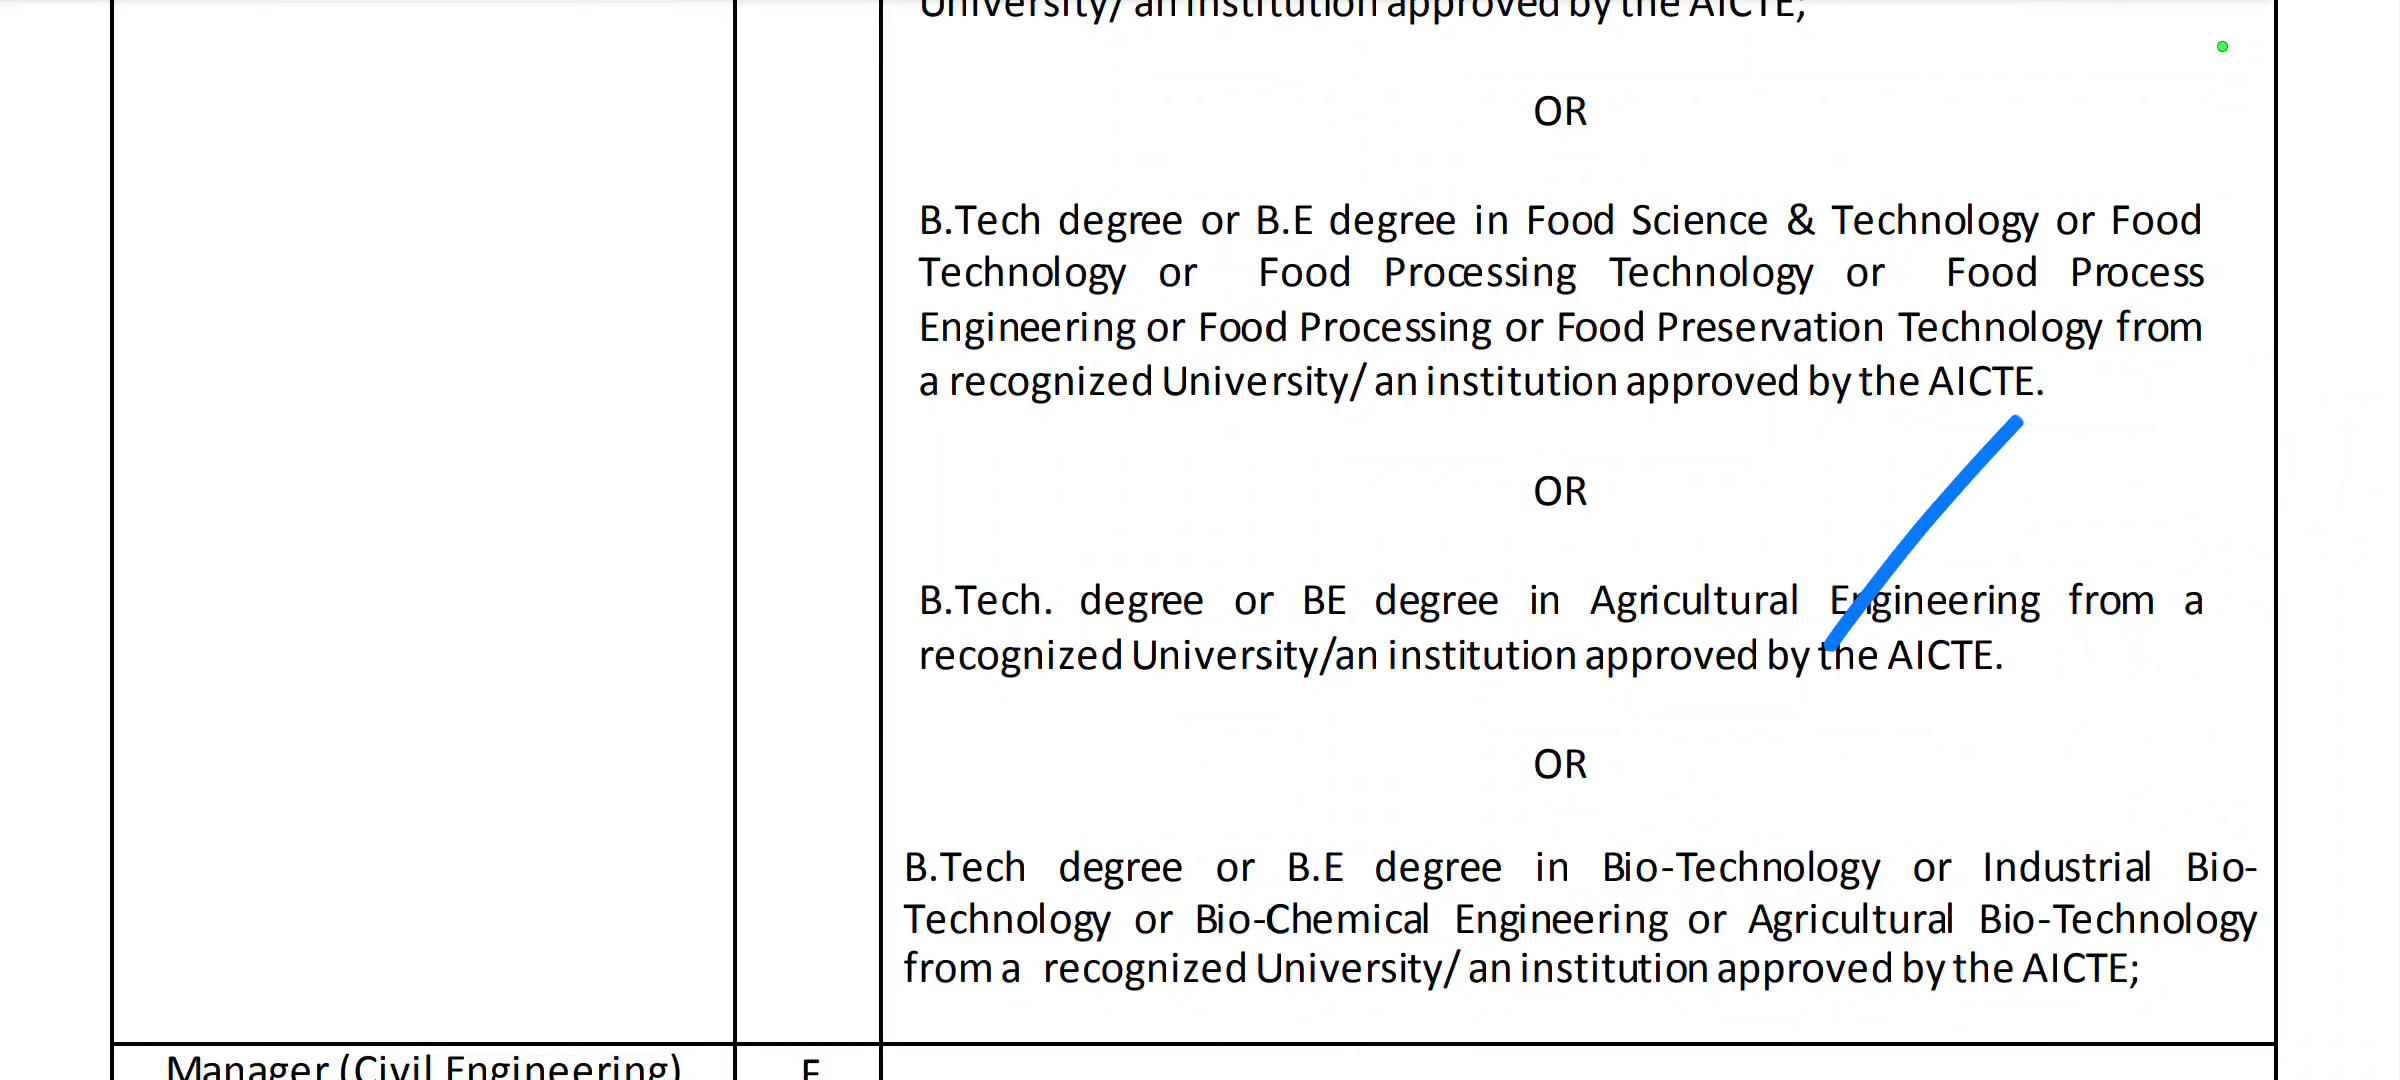 University/ an institution approved by the AICTE;
OR
B.Tech degree or B.E degree in Food Science & Technology or Food
Technology or Food Processing Technology or Food Process
Engineering or Food Processing or Food Preservation Technology from
a recognized University/ an institution approved by the AICTE.
OR
B.Tech. degree or BE degree in Agricultural Engineering from a
recognized University/an institution approved by the AICTE.
OR
B.Tech degree or B.E degree in Bio-Technology or Industrial Bio-
Technology or Bio-Chemical Engineering or Agricultural Bio-Technology
from a recognized University/ an institution approved by the AICTE;
Manager (Civil Engineering)